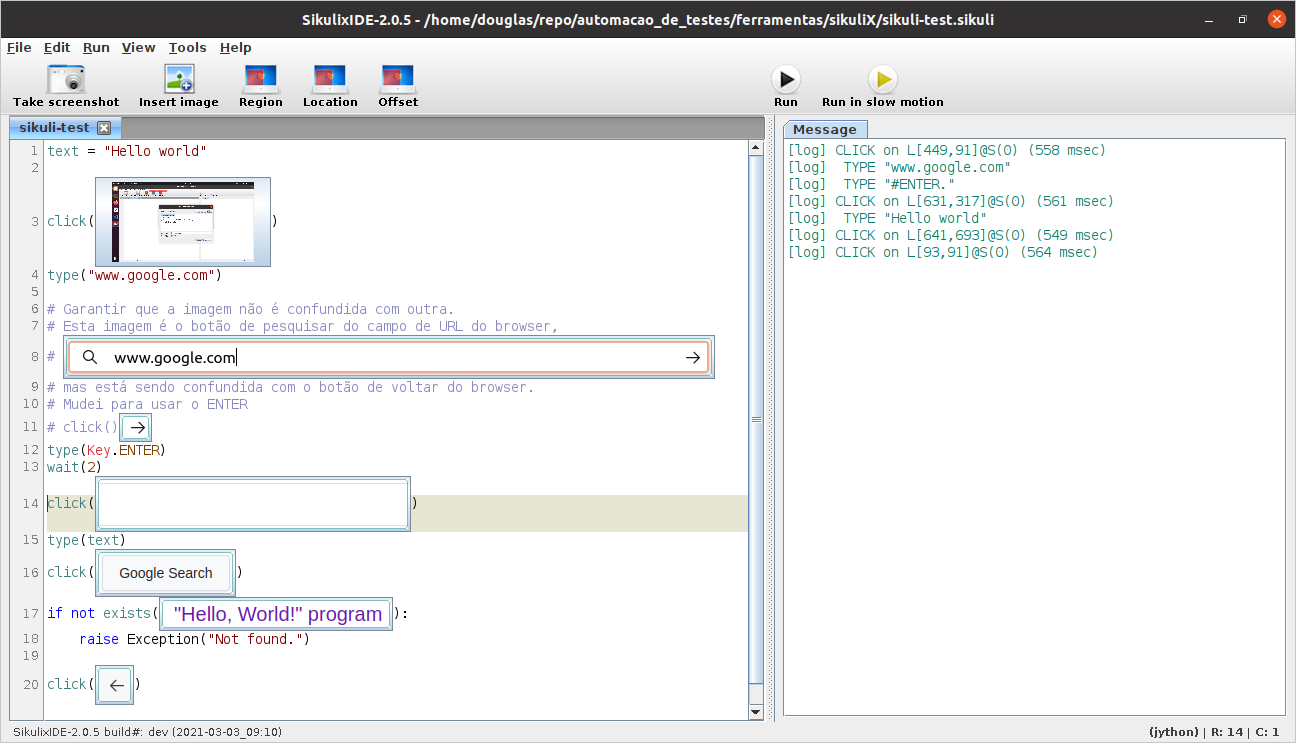 SikulixIDE-2.0.5 - /home/douglas/repo/automacao_de_testes/ferramentas/sikuliX/sikuli-test.sikuli
File Edit Run View Tools Help
Take screenshot Insert image Region Location Offset Run Run in slow motion
sikuli-test
1 text = "Hello world"
2
3 click( )
4 type("www.google.com")
5
6 # Garantir que a imagem não é confundida com outra.
7 # Esta imagem é o botão de pesquisar do campo de URL do browser,
8 # www.google.com →
9 # mas está sendo confundida com o botão de voltar do browser.
10 # Mudei para usar o ENTER
11 # click() →
12 type(Key.ENTER)
13 wait(2)
14 click( )
15 type(text)
16 click( Google Search )
17 if not exists( "Hello, World!" program ):
18 raise Exception("Not found.")
19
20 click( ← )
Message
[log] CLICK on L[449,91]@S(0) (558 msec)
[log] TYPE "www.google.com"
[log] TYPE "#ENTER."
[log] CLICK on L[631,317]@S(0) (561 msec)
[log] TYPE "Hello world"
[log] CLICK on L[641,693]@S(0) (549 msec)
[log] CLICK on L[93,91]@S(0) (564 msec)
SikulixIDE-2.0.5 build#: dev (2021-03-03_09:10) (jython) | R: 14 | C: 1